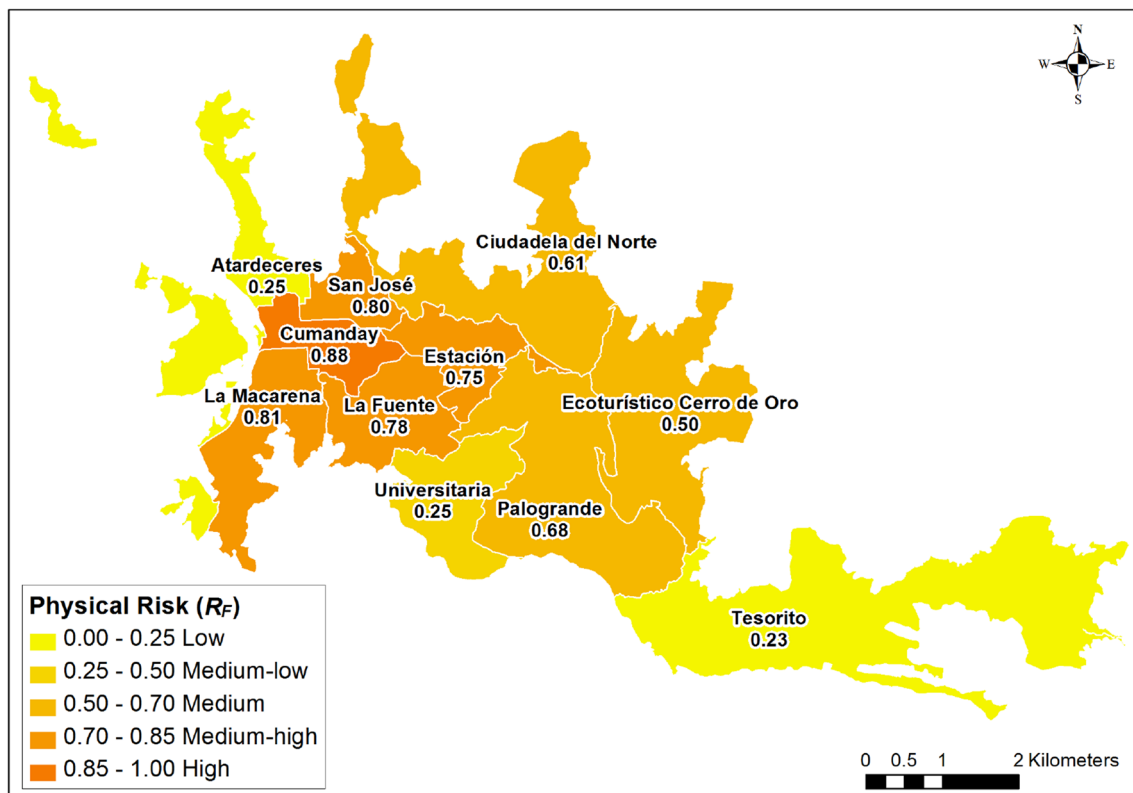 N
W E
S
Ciudadela del Norte
0.61
Atardeceres
0.25
San José
0.80
Cumanday
0.88
Estación
0.75
La Macarena
0.81
La Fuente
0.78
Ecoturístico Cerro de Oro
0.50
Universitaria
0.25
Palogrande
0.68
Tesorito
0.23
Physical Risk (RF)
0.00 - 0.25 Low
0.25 - 0.50 Medium-low
0.50 - 0.70 Medium
0.70 - 0.85 Medium-high
0.85 - 1.00 High
0 0.5 1 2 Kilometers